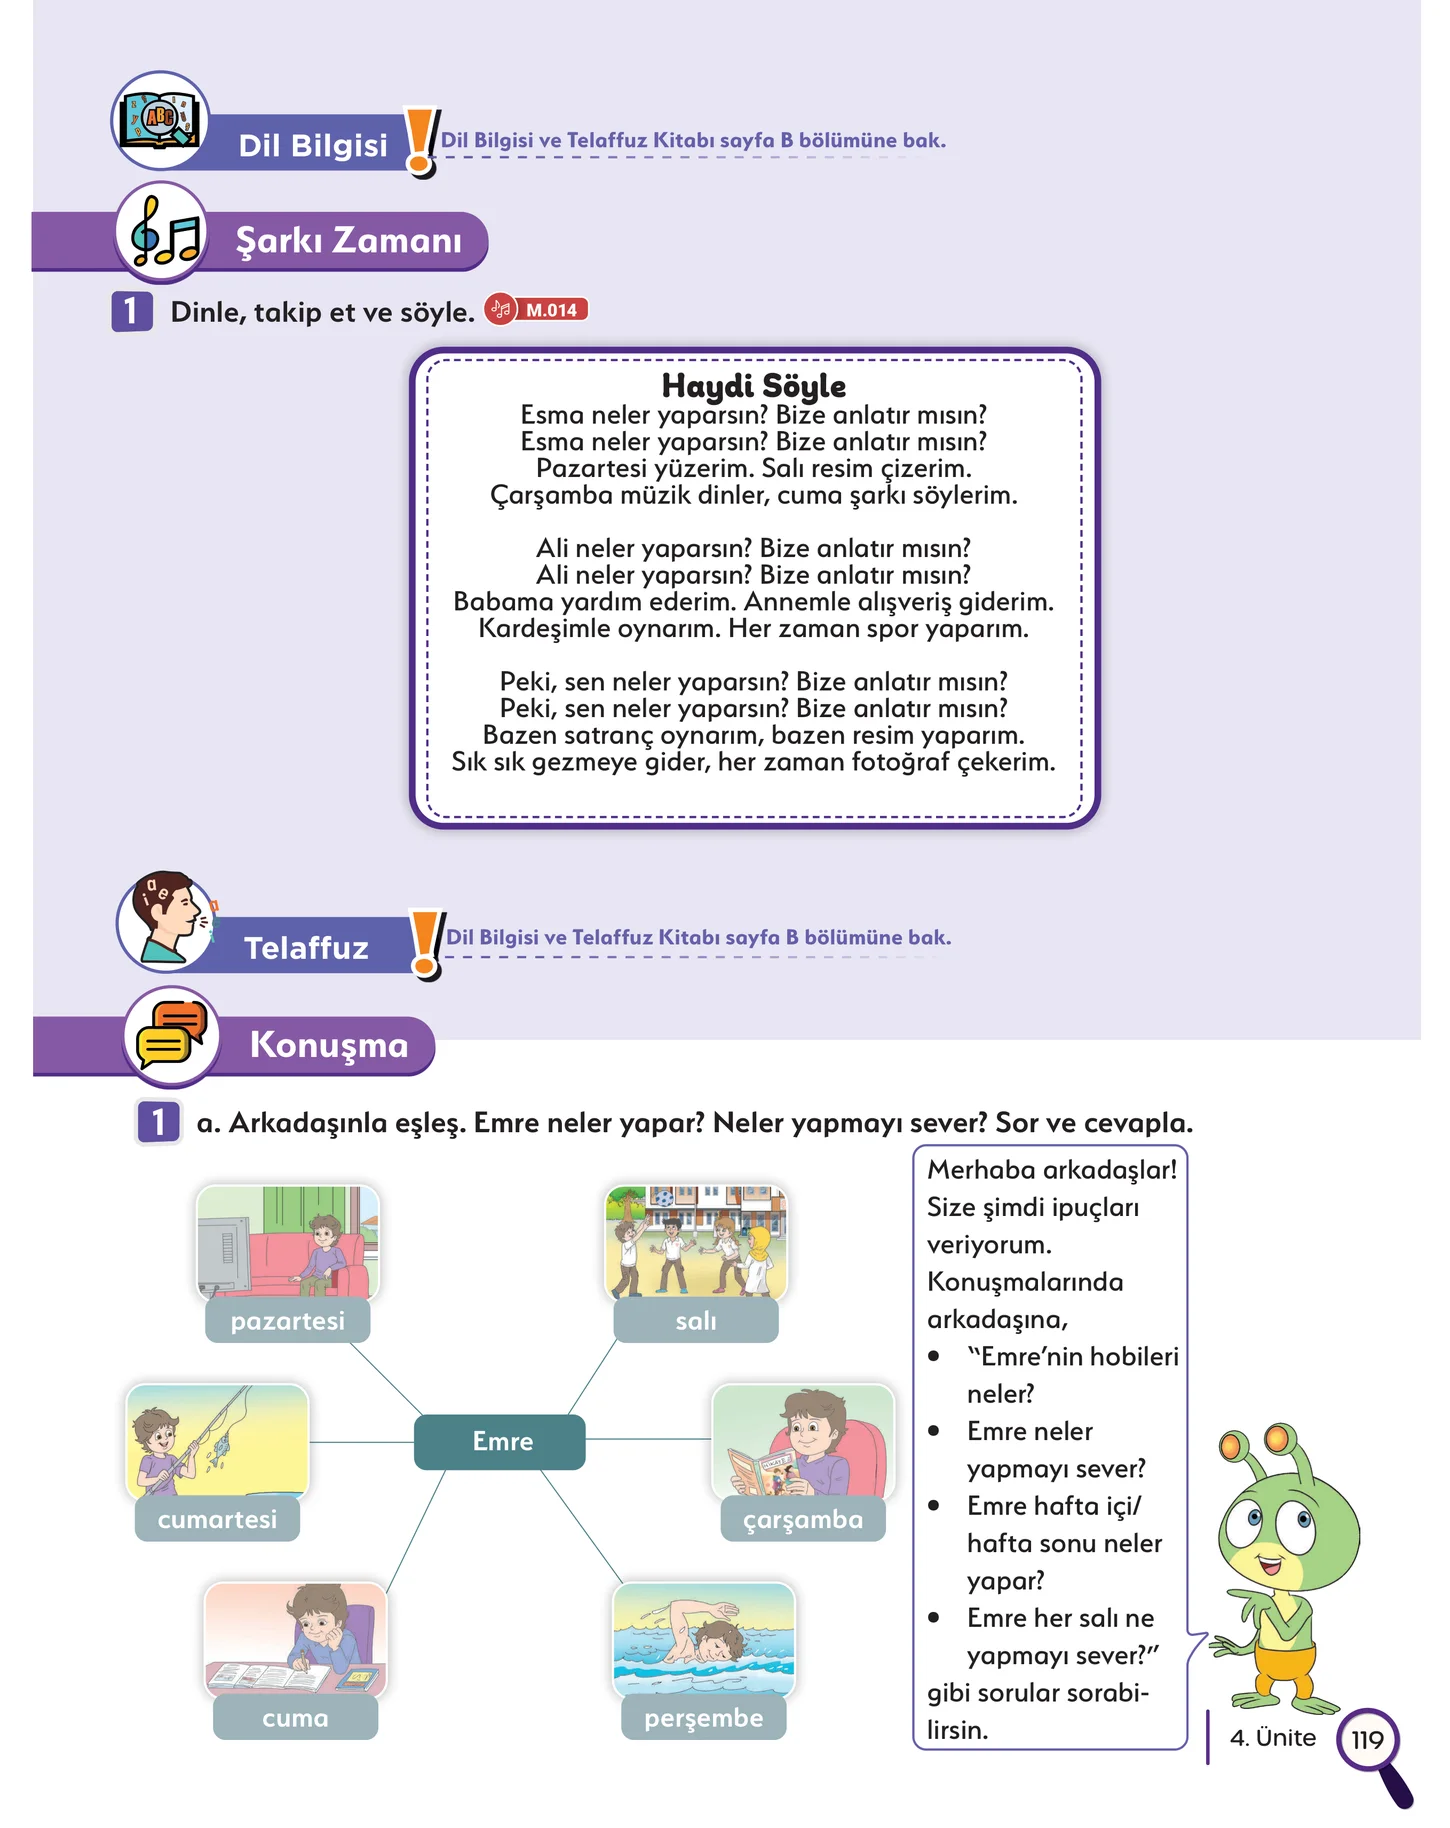 Dil Bilgisi
Dil Bilgisi ve Telaffuz Kitabı sayfa B bölümüne bak.
Şarkı Zamanı
1 Dinle, takip et ve söyle. M.014
Haydi Söyle
Esma neler yaparsın? Bize anlatır mısın?
Esma neler yaparsın? Bize anlatır mısın?
Pazartesi yüzerim. Salı resim çizerim.
Çarşamba müzik dinler, cuma şarkı söylerim.
Ali neler yaparsın? Bize anlatır mısın?
Ali neler yaparsın? Bize anlatır mısın?
Babama yardım ederim. Annemle alışveriş giderim.
Kardeşimle oynarım. Her zaman spor yaparım.
Peki, sen neler yaparsın? Bize anlatır mısın?
Peki, sen neler yaparsın? Bize anlatır mısın?
Bazen satranç oynarım, bazen resim yaparım.
Sık sık gezmeye gider, her zaman fotoğraf çekerim.
Telaffuz
Dil Bilgisi ve Telaffuz Kitabı sayfa B bölümüne bak.
Konuşma
1 a. Arkadaşınla eşleş. Emre neler yapar? Neler yapmayı sever? Sor ve cevapla.
pazartesi
salı
Emre
cumartesi
çarşamba
cuma
perşembe
Merhaba arkadaşlar!
Size şimdi ipuçları
veriyorum.
Konuşmalarında
arkadaşına,
• “Emre’nin hobileri
neler?
• Emre neler
yapmayı sever?
• Emre hafta içi/
hafta sonu neler
yapar?
• Emre her salı ne
yapmayı sever?”
gibi sorular sorabi-
lirsin.
4. Ünite
119